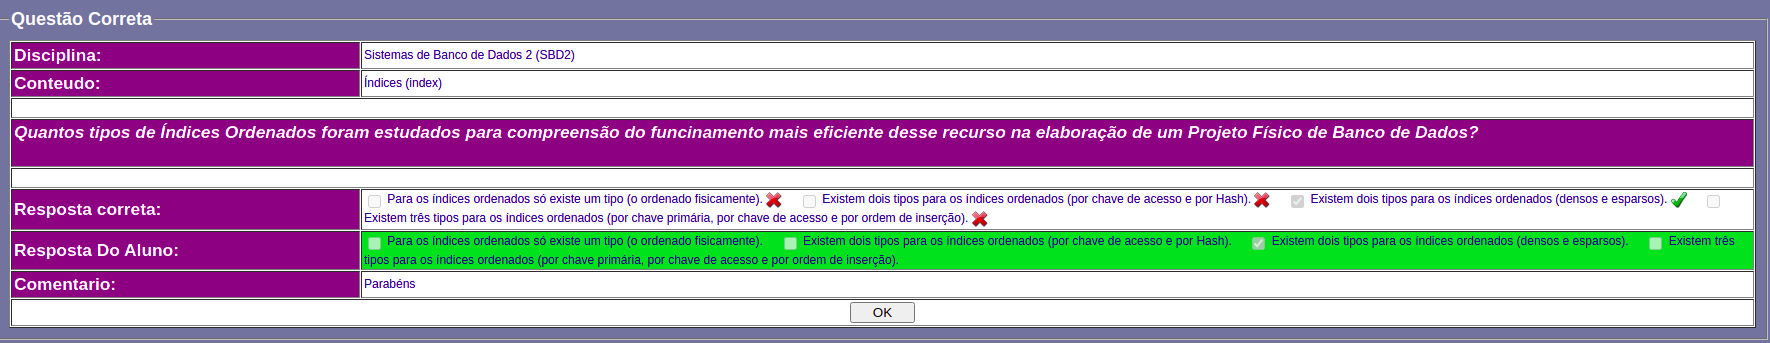 Questão Correta
Disciplina: Sistemas de Banco de Dados 2 (SBD2)
Conteudo: Índices (index)
Quantos tipos de Índices Ordenados foram estudados para compreensão do funcinamento mais eficiente desse recurso na elaboração de um Projeto Físico de Banco de Dados?
Resposta correta: Para os índices ordenados só existe um tipo (o ordenado fisicamente). Existem dois tipos para os índices ordenados (por chave de acesso e por Hash). Existem dois tipos para os índices ordenados (densos e esparsos).
Existem três tipos para os índices ordenados (por chave primária, por chave de acesso e por ordem de inserção).
Resposta Do Aluno: Para os índices ordenados só existe um tipo (o ordenado fisicamente). Existem dois tipos para os índices ordenados (por chave de acesso e por Hash). Existem dois tipos para os índices ordenados (densos e esparsos). Existem três
tipos para os índices ordenados (por chave primária, por chave de acesso e por ordem de inserção).
Comentario: Parabéns
OK